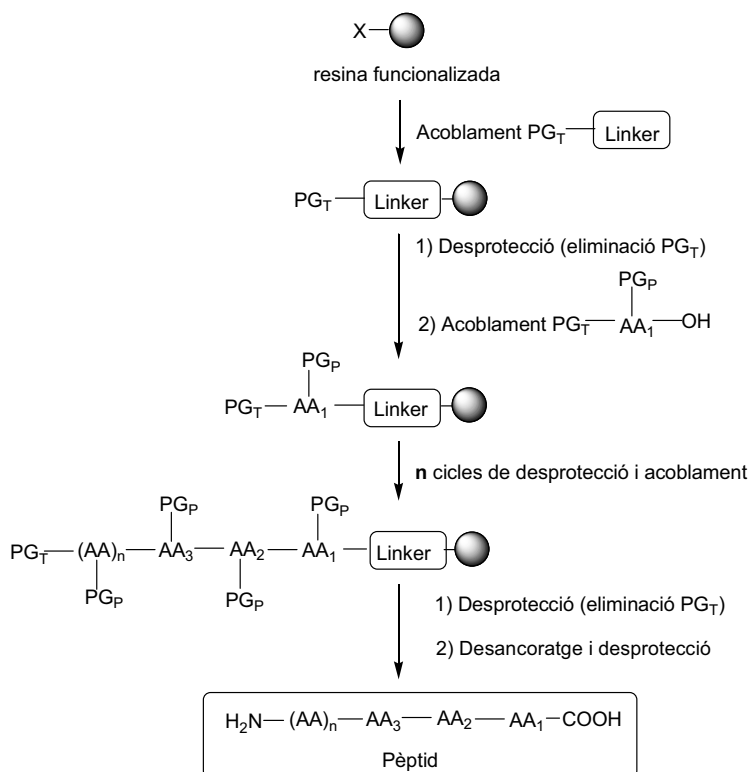 X
resina funcionalizada
Acoblament PG_T — Linker
PG_T — Linker
1) Desprotecció (eliminació PG_T)
PG_P
2) Acoblament PG_T — AA_1 — OH
PG_P
PG_T — AA_1 — Linker
n cicles de desprotecció i acoblament
PG_P PG_P
PG_T — (AA)_n — AA_3 — AA_2 — AA_1 — Linker
PG_P PG_P
1) Desprotecció (eliminació PG_T)
2) Desancoratge i desprotecció
H_2N — (AA)_n — AA_3 — AA_2 — AA_1 — COOH
Pèptid